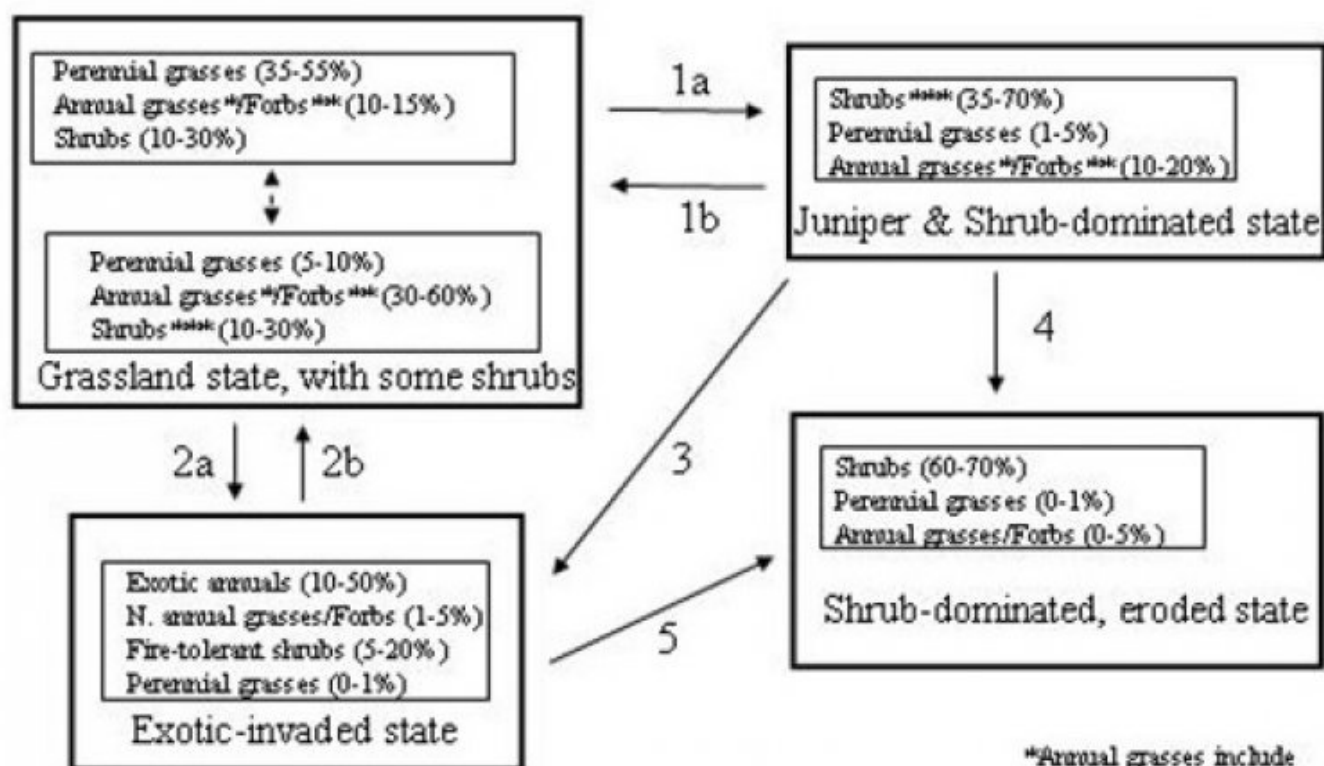 Perennial grasses (35-55%)
Annual grasses*/Forbs*** (10-15%)
Shrubs (10-30%)
Perennial grasses (5-10%)
Annual grasses*/Forbs*** (30-60%)
Shrubs**** (10-30%)
Grassland state, with some shrubs
1a
1b
Shrubs**** (35-70%)
Perennial grasses (1-5%)
Annual grasses*/Forbs*** (10-20%)
Juniper & Shrub-dominated state
2a
2b
3
4
Exotic annuals (10-50%)
N. annual grasses/Forbs (1-5%)
Fire-tolerant shrubs (5-20%)
Perennial grasses (0-1%)
Exotic-invaded state
5
Shrubs (60-70%)
Perennial grasses (0-1%)
Annual grasses/Forbs (0-5%)
Shrub-dominated, eroded state
*Annual grasses include